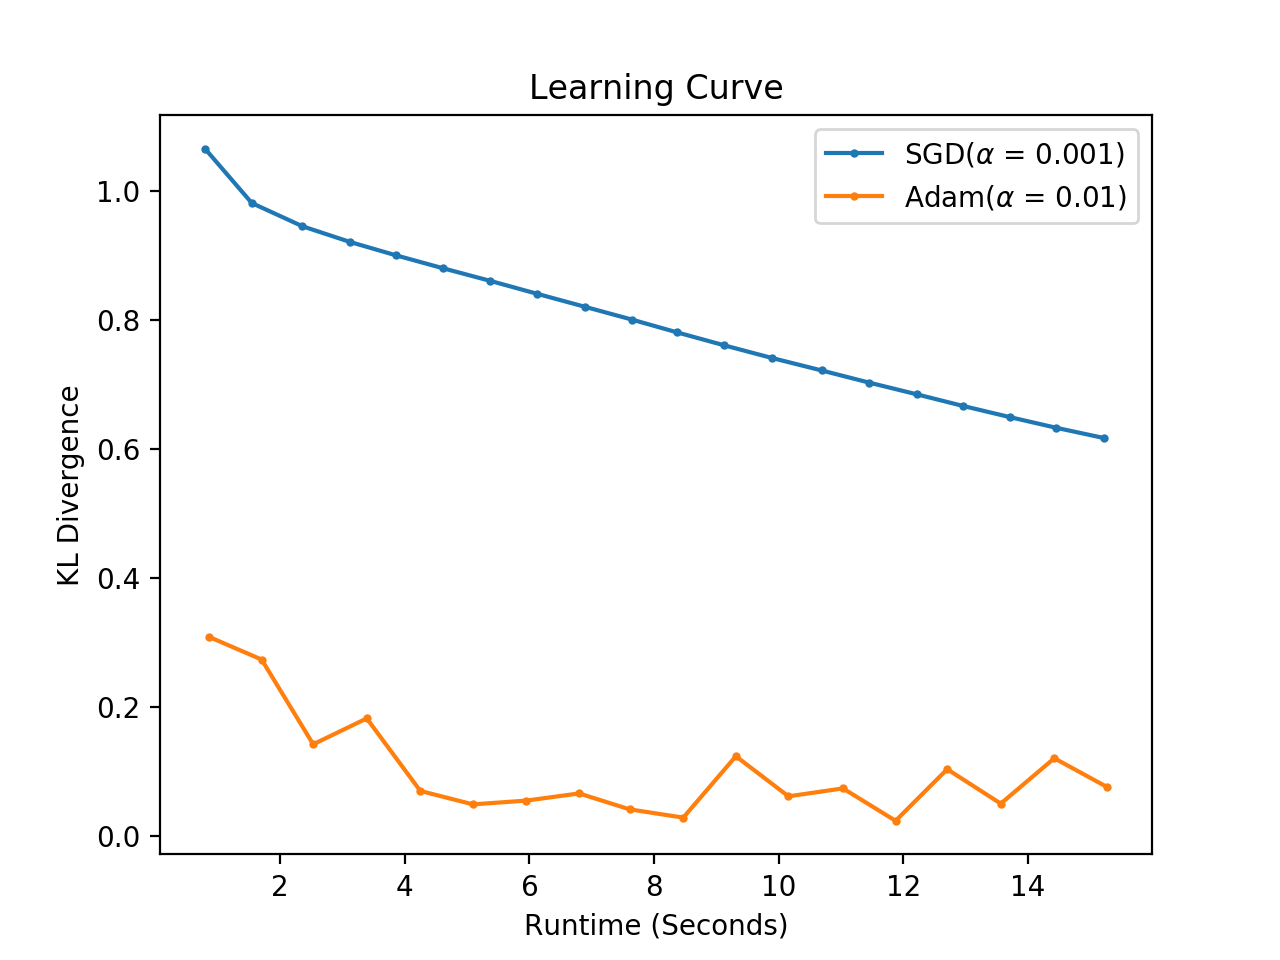 Learning Curve
SGD(α = 0.001)
Adam(α = 0.01)
1.0
0.8
0.6
0.4
0.2
0.0
KL Divergence
2 4 6 8 10 12 14
Runtime (Seconds)